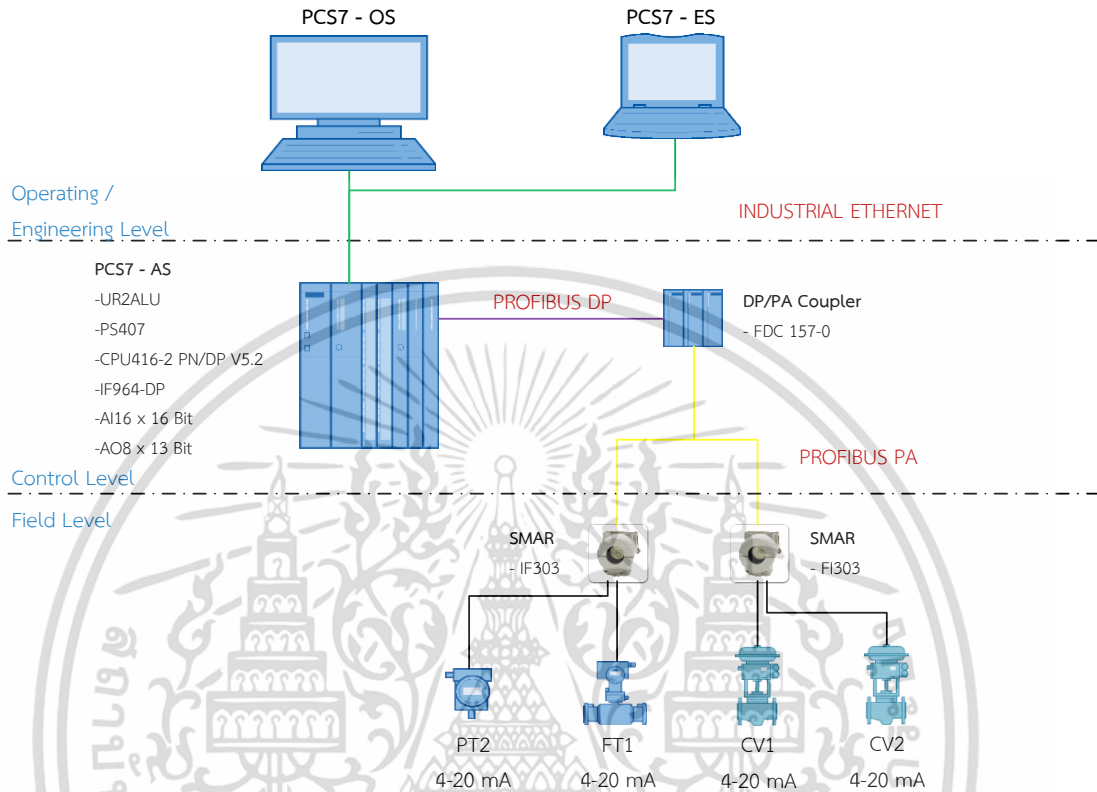 PCS7 - OS
PCS7 - ES
Operating /
Engineering Level
INDUSTRIAL ETHERNET
PCS7 - AS
-UR2ALU
-PS407
-CPU416-2 PN/DP V5.2
-IF964-DP
-AI16 x 16 Bit
-AO8 x 13 Bit
PROFIBUS DP
DP/PA Coupler
- FDC 157-0
Control Level
PROFIBUS PA
Field Level
SMAR
- IF303
SMAR
- FI303
PT2
4-20 mA
FT1
4-20 mA
CV1
4-20 mA
CV2
4-20 mA